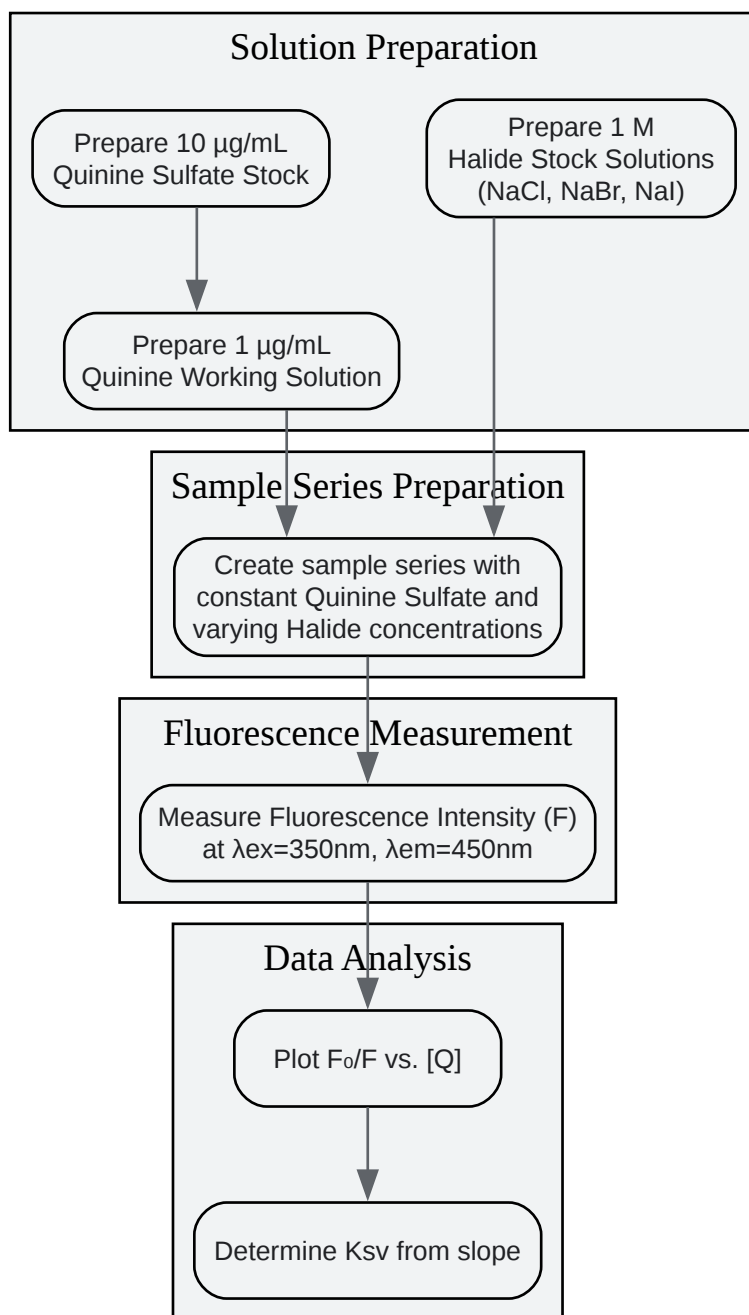 Solution Preparation
Prepare 10 µg/mL
Quinine Sulfate Stock
Prepare 1 M
Halide Stock Solutions
(NaCl, NaBr, NaI)
Prepare 1 µg/mL
Quinine Working Solution
Sample Series Preparation
Create sample series with
constant Quinine Sulfate and
varying Halide concentrations
Fluorescence Measurement
Measure Fluorescence Intensity (F)
at λex=350nm, λem=450nm
Data Analysis
Plot F₀/F vs. [Q]
Determine Ksv from slope